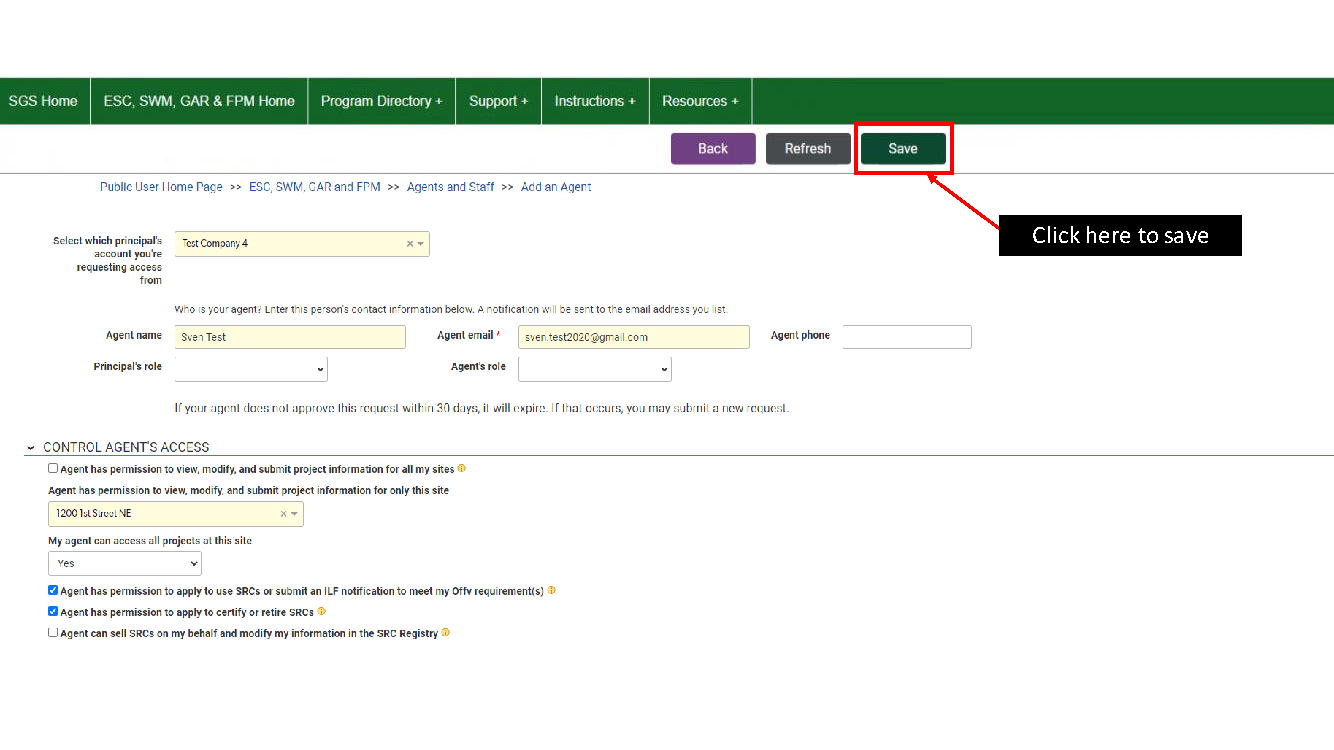 SGS Home ESC, SWM, GAR & FPM Home Program Directory + Support + Instructions + Resources +
Back Refresh Save
Public User Home Page >> ESC, SWM, GAR and FPM >> Agents and Staff >> Add an Agent
Click here to save
Select which principal's
account you're
requesting access
from
Test Company 4
Who is your agent? Enter this person's contact information below. A notification will be sent to the email address you list.
Agent name Sven Test Agent email * sven.test2020@gmail.com Agent phone
Principal's role Agent's role
If your agent does not approve this request within 30 days, it will expire. If that occurs, you may submit a new request.
CONTROL AGENT'S ACCESS
Agent has permission to view, modify, and submit project information for all my sites
Agent has permission to view, modify, and submit project information for only this site
1200 1st Street NE
My agent can access all projects at this site
Yes
Agent has permission to apply to use SRCs or submit an ILF notification to meet my Offv requirement(s)
Agent has permission to apply to certify or retire SRCs
Agent can sell SRCs on my behalf and modify my information in the SRC Registry